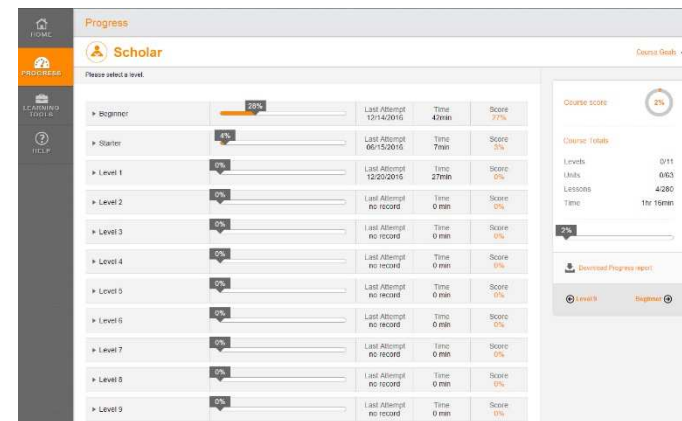 Progress
HOME
Scholar
Course Goals
PROGRESS
Please select a level.
LEARNING TOOLS
HELP
Beginner 28% Last Attempt 12/14/2016 Time 42min Score 77%
Starter 4% Last Attempt 06/15/2016 Time 7min Score 3%
Level 1 0% Last Attempt 12/20/2016 Time 27min Score 0%
Level 2 0% Last Attempt no record Time 0 min Score 0%
Level 3 0% Last Attempt no record Time 0 min Score 0%
Level 4 0% Last Attempt no record Time 0 min Score 0%
Level 5 0% Last Attempt no record Time 0 min Score 0%
Level 6 0% Last Attempt no record Time 0 min Score 0%
Level 7 0% Last Attempt no record Time 0 min Score 0%
Level 8 0% Last Attempt no record Time 0 min Score 0%
Level 9 0% Last Attempt no record Time 0 min Score 0%
Course score 2%
Course Totals
Levels 0/11
Units 0/63
Lessons 4/280
Time 1hr 16min
2%
Download Progress report
Level 9 Beginner